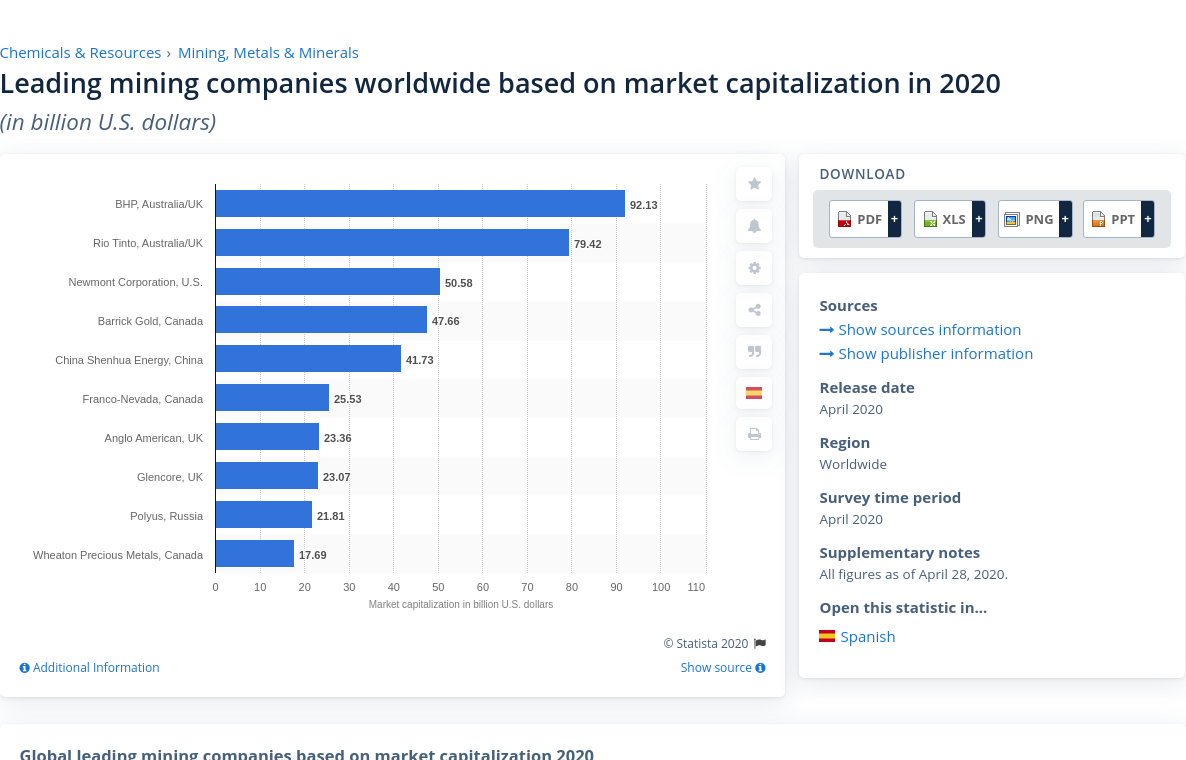 Chemicals & Resources › Mining, Metals & Minerals
Leading mining companies worldwide based on market capitalization in 2020
(in billion U.S. dollars)
BHP, Australia/UK 92.13
Rio Tinto, Australia/UK 79.42
Newmont Corporation, U.S. 50.58
Barrick Gold, Canada 47.66
China Shenhua Energy, China 41.73
Franco-Nevada, Canada 25.53
Anglo American, UK 23.36
Glencore, UK 23.07
Polyus, Russia 21.81
Wheaton Precious Metals, Canada 17.69
0 10 20 30 40 50 60 70 80 90 100 110
Market capitalization in billion U.S. dollars
© Statista 2020
Additional Information
Show source
DOWNLOAD
PDF + XLS + PNG + PPT +
Sources
Show sources information
Show publisher information
Release date
April 2020
Region
Worldwide
Survey time period
April 2020
Supplementary notes
All figures as of April 28, 2020.
Open this statistic in...
Spanish
Global leading mining companies based on market capitalization 2020